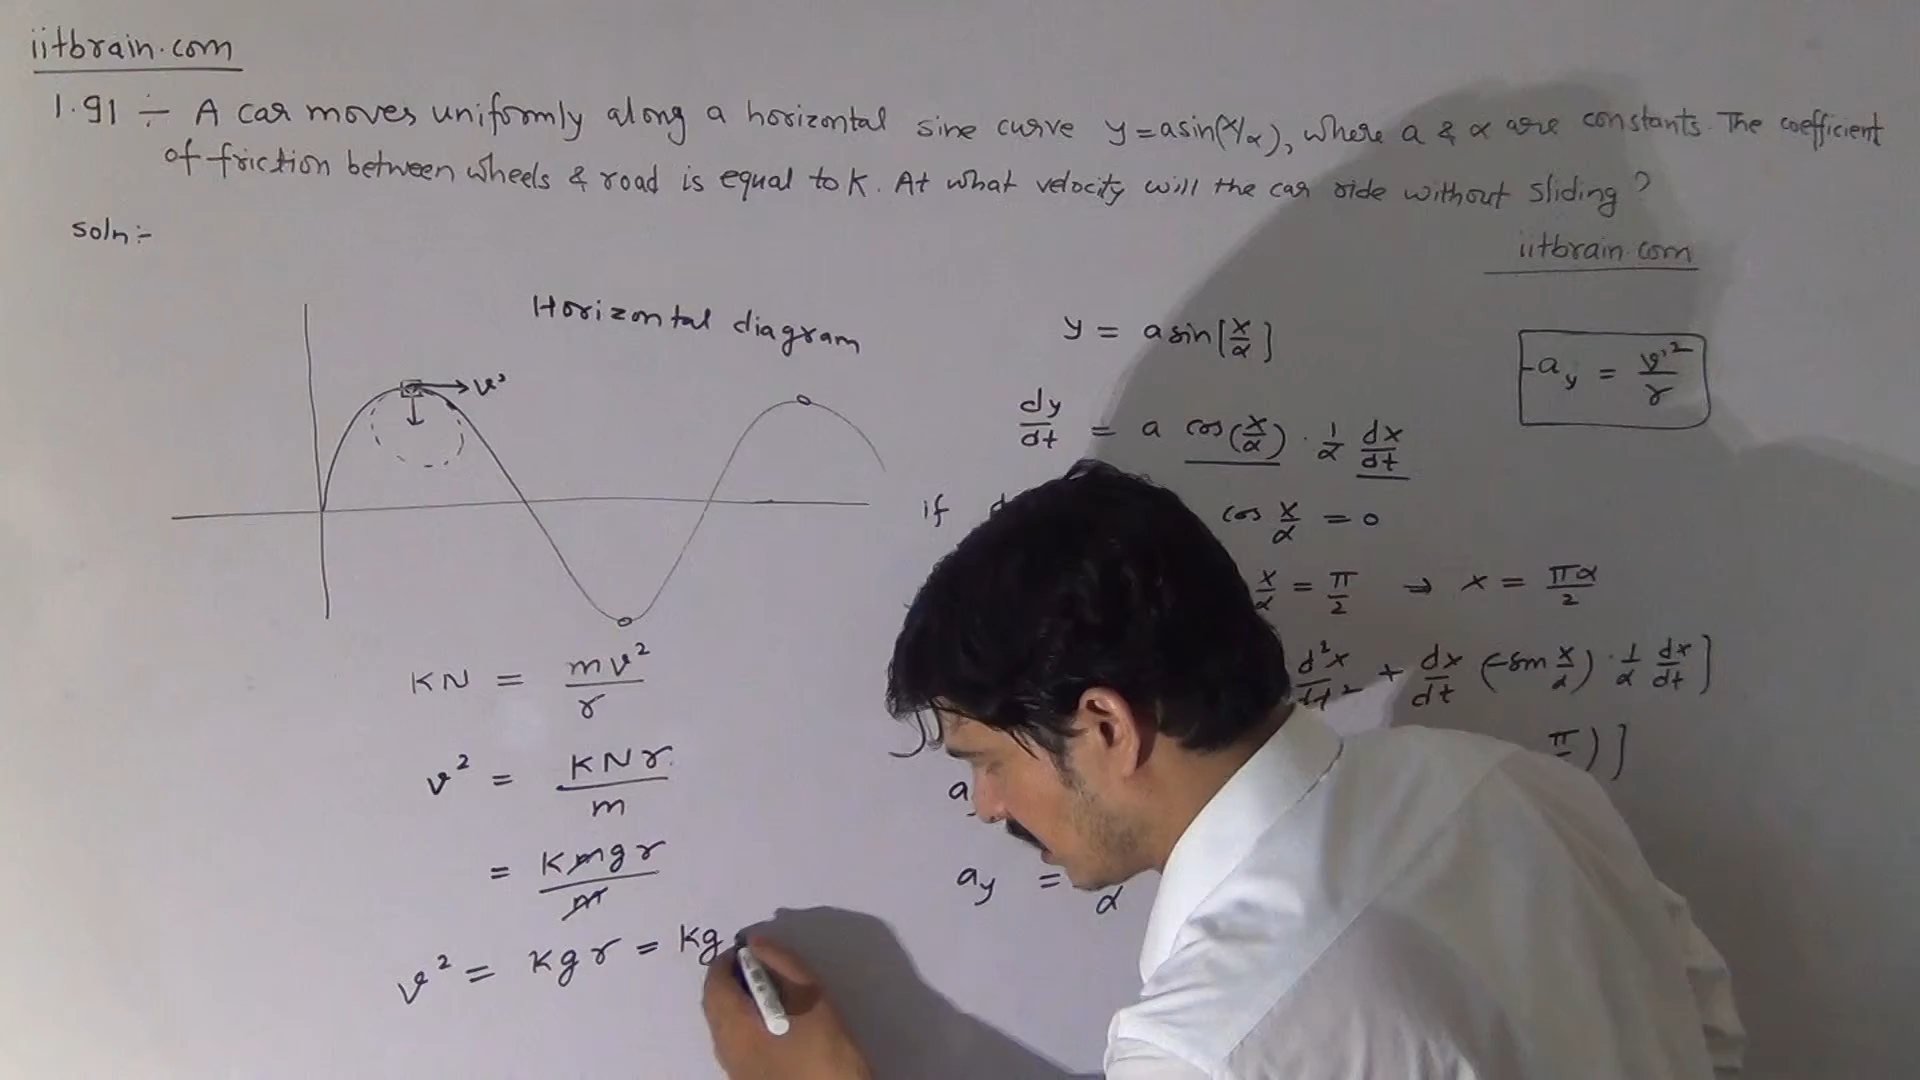 iitbrain.com
1.91 :- A car moves uniformly along a horizontal sine curve y=asin(x/α), where a & α are constants. The coefficient
of friction between wheels & road is equal to K. At what velocity will the car ride without sliding?
soln:-
iitbrain.com
Horizontal diagram
v
KN = mv²/r
v² = KNr/m
= Kmgr/m
v² = Kgr = Kg
y = a sin[x/α]
dy/dt = a cos(x/α) · 1/α dx/dt
if
cos x/α = 0
x/α = π/2 → x = πα/2
d²x/dt² + dx/dt (-sin x/α) · 1/α dx/dt]
π/ )]
a
a_y = /α
-a_y = v²/r